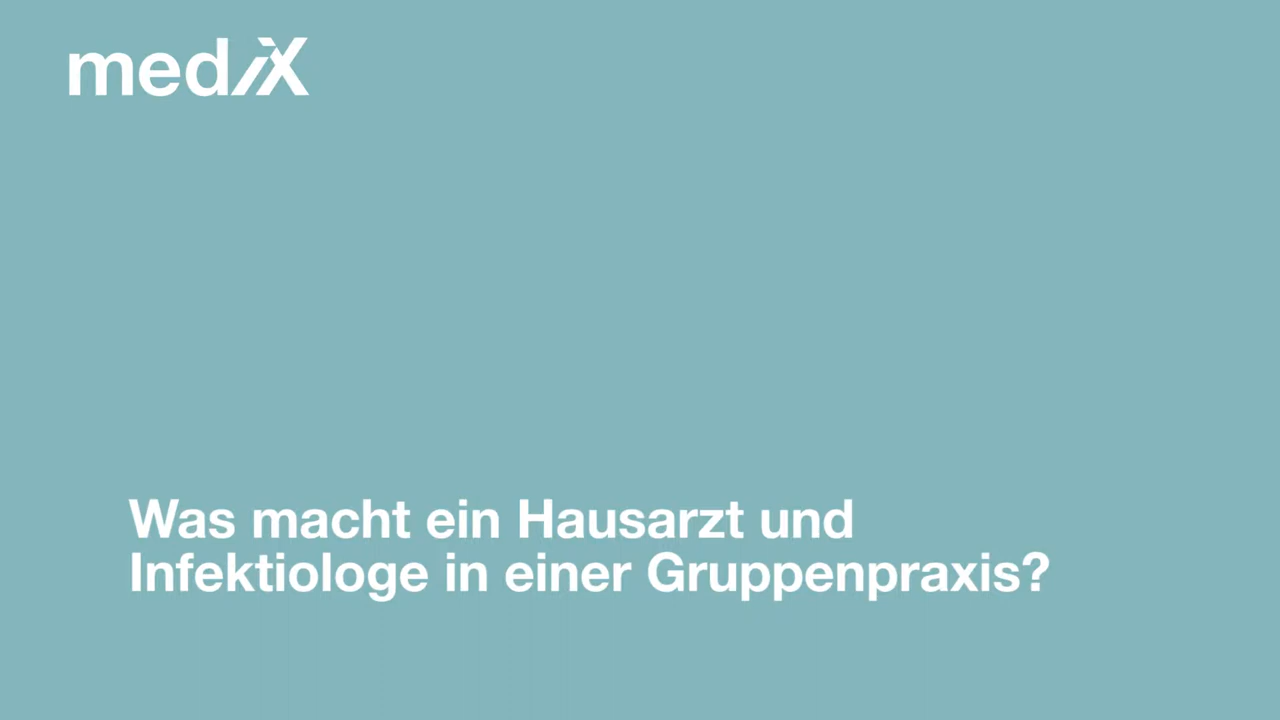 mediX
Was macht ein Hausarzt und
Infektiologe in einer Gruppenpraxis?